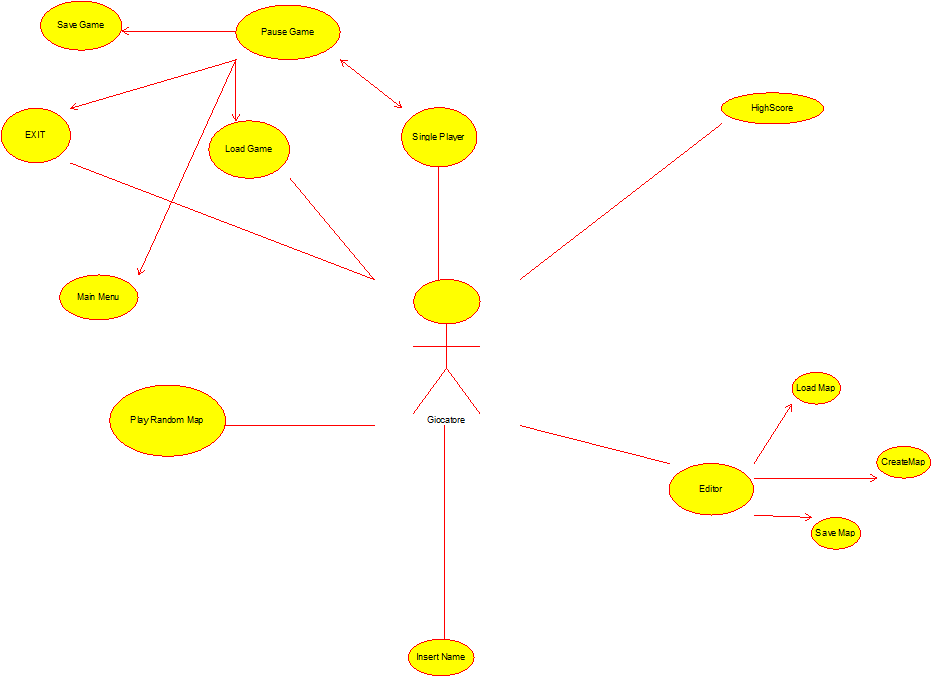 Save Game
Pause Game
HighScore
EXIT
Single Player
Load Game
Main Menu
Load Map
Play Random Map
Giocatore
CreateMap
Editor
Save Map
Insert Name